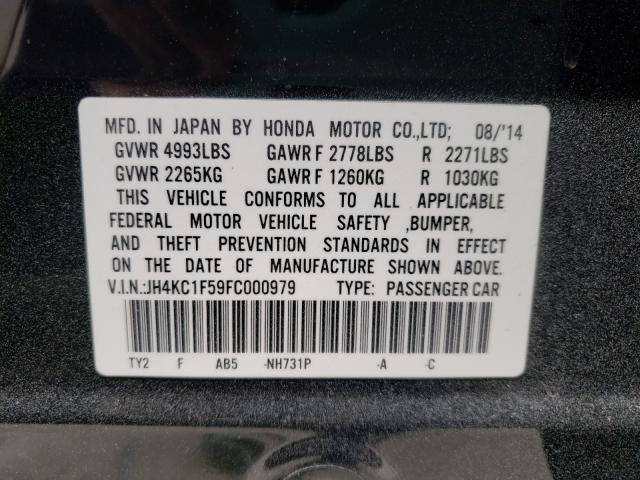 MFD. IN JAPAN BY HONDA MOTOR CO.,LTD; 08/'14
GVWR 4993LBS GAWR F 2778LBS R 2271LBS
GVWR 2265KG GAWR F 1260KG R 1030KG
THIS VEHICLE CONFORMS TO ALL APPLICABLE
FEDERAL MOTOR VEHICLE SAFETY ,BUMPER,
AND THEFT PREVENTION STANDARDS IN EFFECT
ON THE DATE OF MANUFACTURE SHOWN ABOVE.
V.I.N.:JH4KC1F59FC000979 TYPE: PASSENGER CAR
TY2 F AB5 -NH731P -A -C